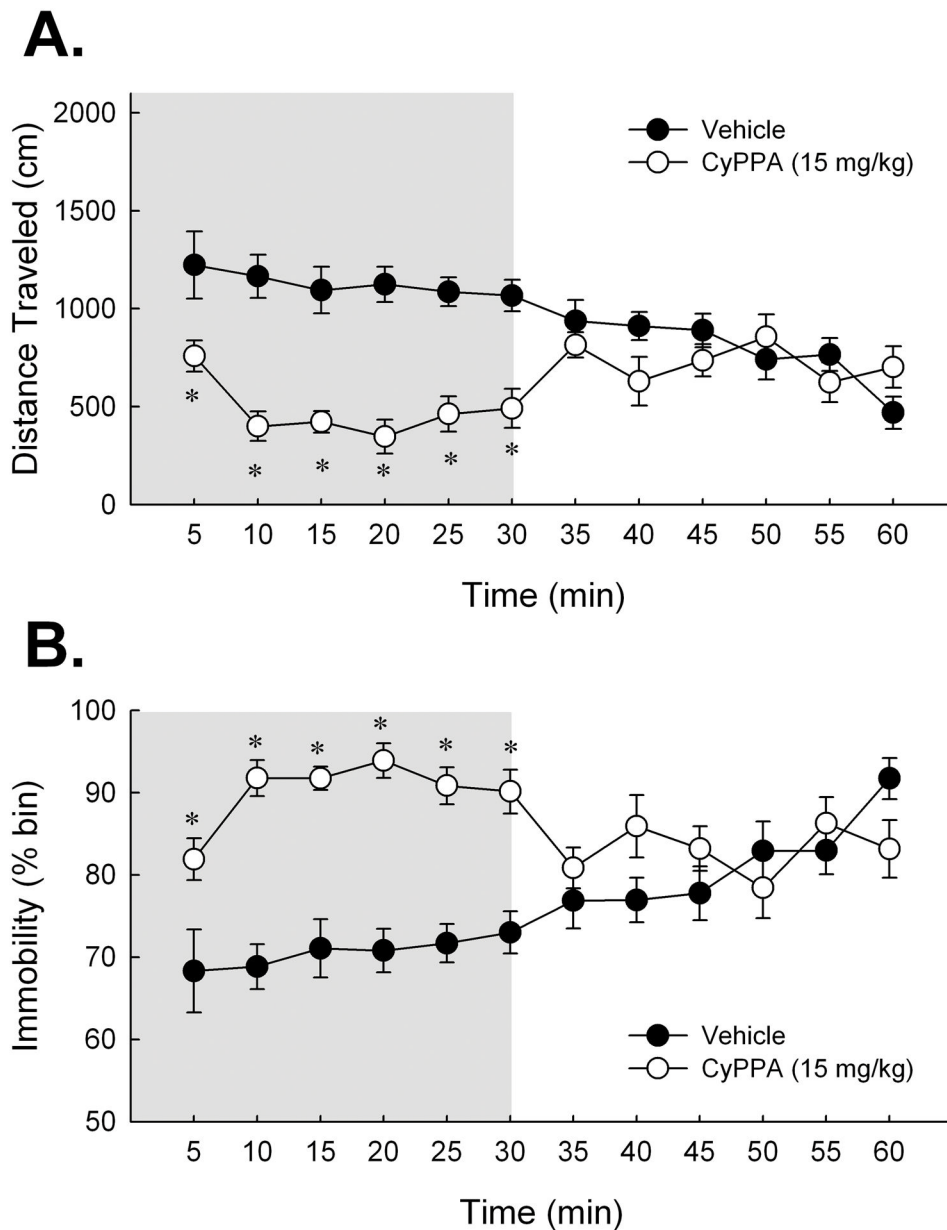 A.
Distance Traveled (cm)
2000
1500
1000
500
0
Vehicle
CyPPA (15 mg/kg)
* * * * * *
5 10 15 20 25 30 35 40 45 50 55 60
Time (min)
B.
Immobility (% bin)
100
90
80
70
60
50
* * * * * *
Vehicle
CyPPA (15 mg/kg)
5 10 15 20 25 30 35 40 45 50 55 60
Time (min)